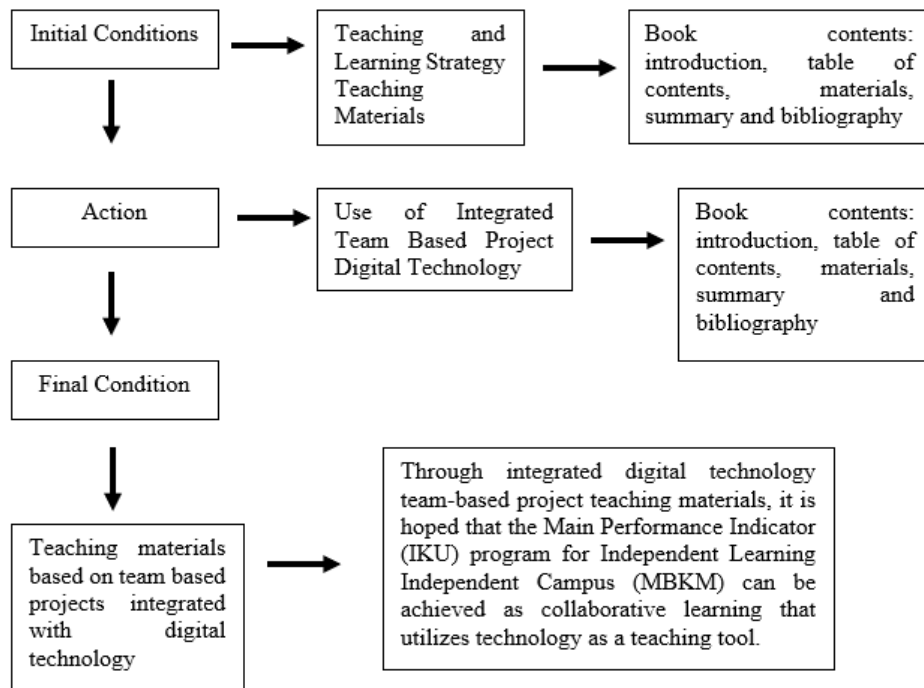 Initial Conditions
Teaching and
Learning Strategy
Teaching
Materials
Book contents:
introduction, table of
contents, materials,
summary and bibliography
Action
Use of Integrated
Team Based Project
Digital Technology
Book contents:
introduction, table of
contents, materials,
summary and
bibliography
Final Condition
Teaching materials
based on team based
projects integrated
with digital
technology
Through integrated digital technology
team-based project teaching materials, it is
hoped that the Main Performance Indicator
(IKU) program for Independent Learning
Independent Campus (MBKM) can be
achieved as collaborative learning that
utilizes technology as a teaching tool.